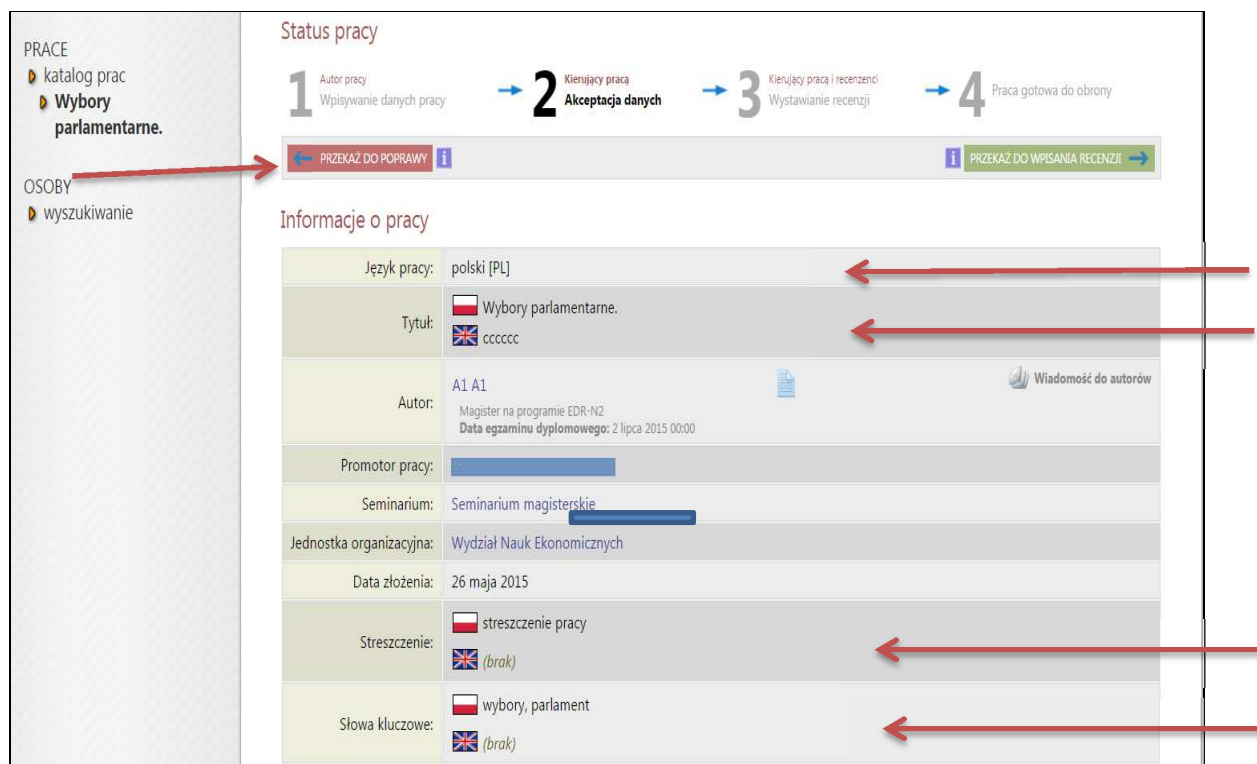 PRACE
katalog prac
Wybory
parlamentarne.
OSOBY
wyszukiwanie
Status pracy
1 Autor pracy
Wpisywanie danych pracy
2 Kierujący pracą
Akceptacja danych
3 Kierujący pracą i recenzenci
Wystawianie recenzji
4 Praca gotowa do obrony
PRZEKAŻ DO POPRAWY i
i PRZEKAŻ DO WPISANIA RECENZJI
Informacje o pracy
Język pracy: polski [PL]
Tytuł: Wybory parlamentarne.
cccccc
Autor: A1 A1
Wiadomość do autorów
Magister na programie EDR-N2
Data egzaminu dyplomowego: 2 lipca 2015 00:00
Promotor pracy:
Seminarium: Seminarium magisterskie
Jednostka organizacyjna: Wydział Nauk Ekonomicznych
Data złożenia: 26 maja 2015
Streszczenie: streszczenie pracy
(brak)
Słowa kluczowe: wybory, parlament
(brak)